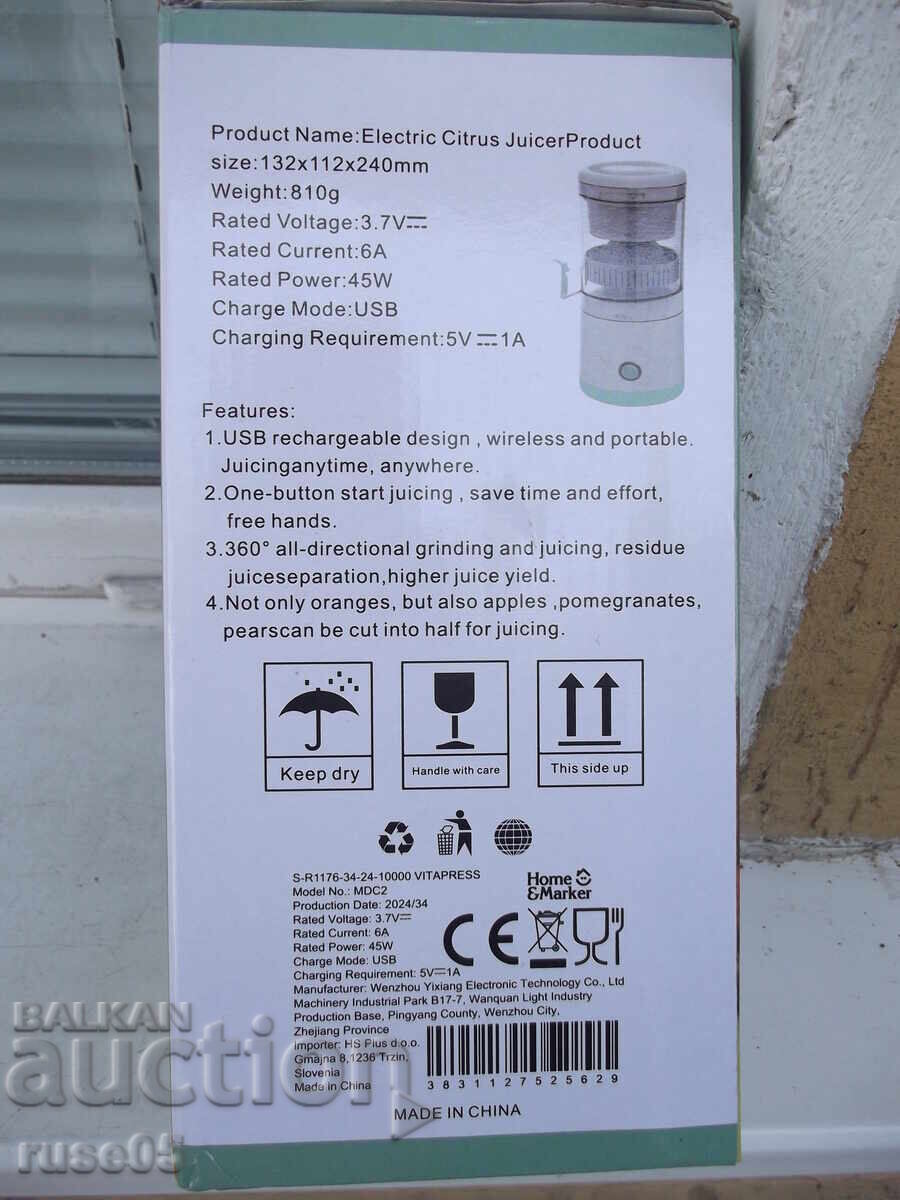 Product Name:Electric Citrus JuicerProduct
size:132x112x240mm
Weight:810g
Rated Voltage:3.7V⎓
Rated Current:6A
Rated Power:45W
Charge Mode:USB
Charging Requirement:5V⎓1A
Features:
1.USB rechargeable design , wireless and portable.
Juicinganytime, anywhere.
2.One-button start juicing , save time and effort,
free hands.
3.360° all-directional grinding and juicing, residue
juiceseparation,higher juice yield.
4.Not only oranges, but also apples ,pomegranates,
pearscan be cut into half for juicing.
Keep dry
Handle with care
This side up
S-R1176-34-24-10000 VITAPRESS
Model No.: MDC2
Production Date: 2024/34
Rated Voltage: 3.7V⎓
Rated Current: 6A
Rated Power: 45W
Charge Mode: USB
Charging Requirement: 5V⎓1A
Home
&Marker
CE
Manufacturer: Wenzhou Yixiang Electronic Technology Co., Ltd
Machinery Industrial Park B17-7, Wanquan Light Industry
Production Base, Pingyang County, Wenzhou City,
Zhejiang Province
importer: HS Plus d.o.o.
Gmajna 8,1236 Trzin,
Slovenia
Made in China
3831127525629
MADE IN CHINA
BALKAN
auction
ruse05